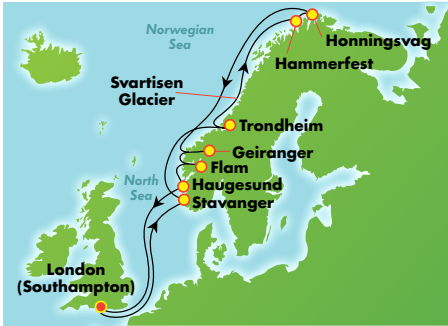 Norwegian
Sea
Honningsvag
Hammerfest
Svartisen
Glacier
Trondheim
Geiranger
Flam
North
Sea
Haugesund
Stavanger
London
(Southampton)